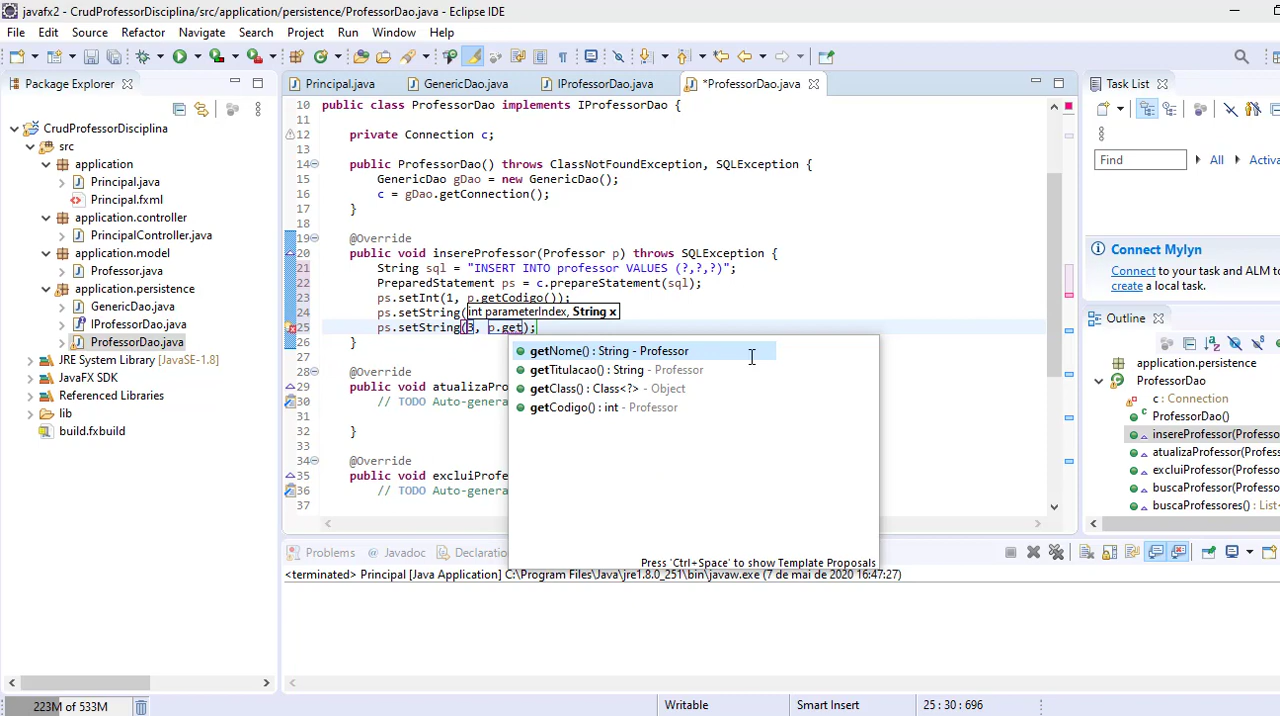 javafx2 - CrudProfessorDisciplina/src/application/persistence/ProfessorDao.java - Eclipse IDE
File Edit Source Refactor Navigate Search Project Run Window Help
Package Explorer
CrudProfessorDisciplina
src
application
Principal.java
Principal.fxml
application.controller
PrincipalController.java
application.model
Professor.java
application.persistence
GenericDao.java
IProfessorDao.java
ProfessorDao.java
JRE System Library [JavaSE-1.8]
JavaFX SDK
Referenced Libraries
lib
build.fxbuild
Principal.java GenericDao.java IProfessorDao.java *ProfessorDao.java
10 public class ProfessorDao implements IProfessorDao {
11
12 private Connection c;
13
14 public ProfessorDao() throws ClassNotFoundException, SQLException {
15 GenericDao gDao = new GenericDao();
16 c = gDao.getConnection();
17 }
18
19 @Override
20 public void insereProfessor(Professor p) throws SQLException {
21 String sql = "INSERT INTO professor VALUES (?,?,?)";
22 PreparedStatement ps = c.prepareStatement(sql);
23 ps.setInt(1, p.getCodigo());
24 ps.setString(
int parameterIndex, String x
25 ps.setString(3, p.get);
26 }
27
28 @Override
29 public void atualizaPro
30 // TODO Auto-genera
31
32 }
33
34 @Override
35 public void excluiProfe
36 // TODO Auto-genera
37
getNome() : String - Professor
getTitulacao() : String - Professor
getClass() : Class<?> - Object
getCodigo() : int - Professor
Press 'Ctrl+Space' to show Template Proposals
Task List
Find All Activa
Connect Mylyn
Connect to your task and ALM to
create a local task.
Outline
application.persistence
ProfessorDao
c : Connection
ProfessorDao()
insereProfessor(Professo
atualizaProfessor(Profess
excluiProfessor(Professo
buscaProfessor(Professo
buscaProfessores() : List<
Problems Javadoc Declaratio
<terminated> Principal [Java Application] C:\Program Files\Java\jre1.8.0_251\bin\javaw.exe (7 de mai de 2020 16:47:27)
223M of 533M Writable Smart Insert 25 : 30 : 696